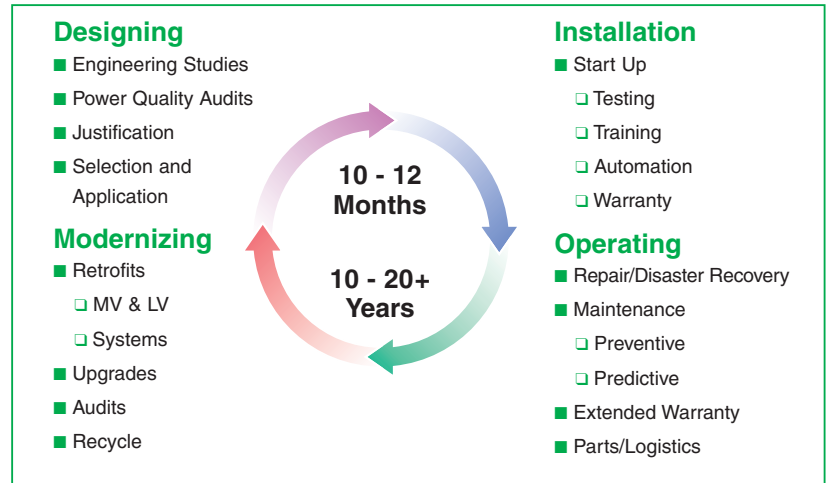 Designing
■ Engineering Studies
■ Power Quality Audits
■ Justification
■ Selection and
Application
Modernizing
■ Retrofits
❑ MV & LV
❑ Systems
■ Upgrades
■ Audits
■ Recycle
10 - 12
Months
10 - 20+
Years
Installation
■ Start Up
❑ Testing
❑ Training
❑ Automation
❑ Warranty
Operating
■ Repair/Disaster Recovery
■ Maintenance
❑ Preventive
❑ Predictive
■ Extended Warranty
■ Parts/Logistics